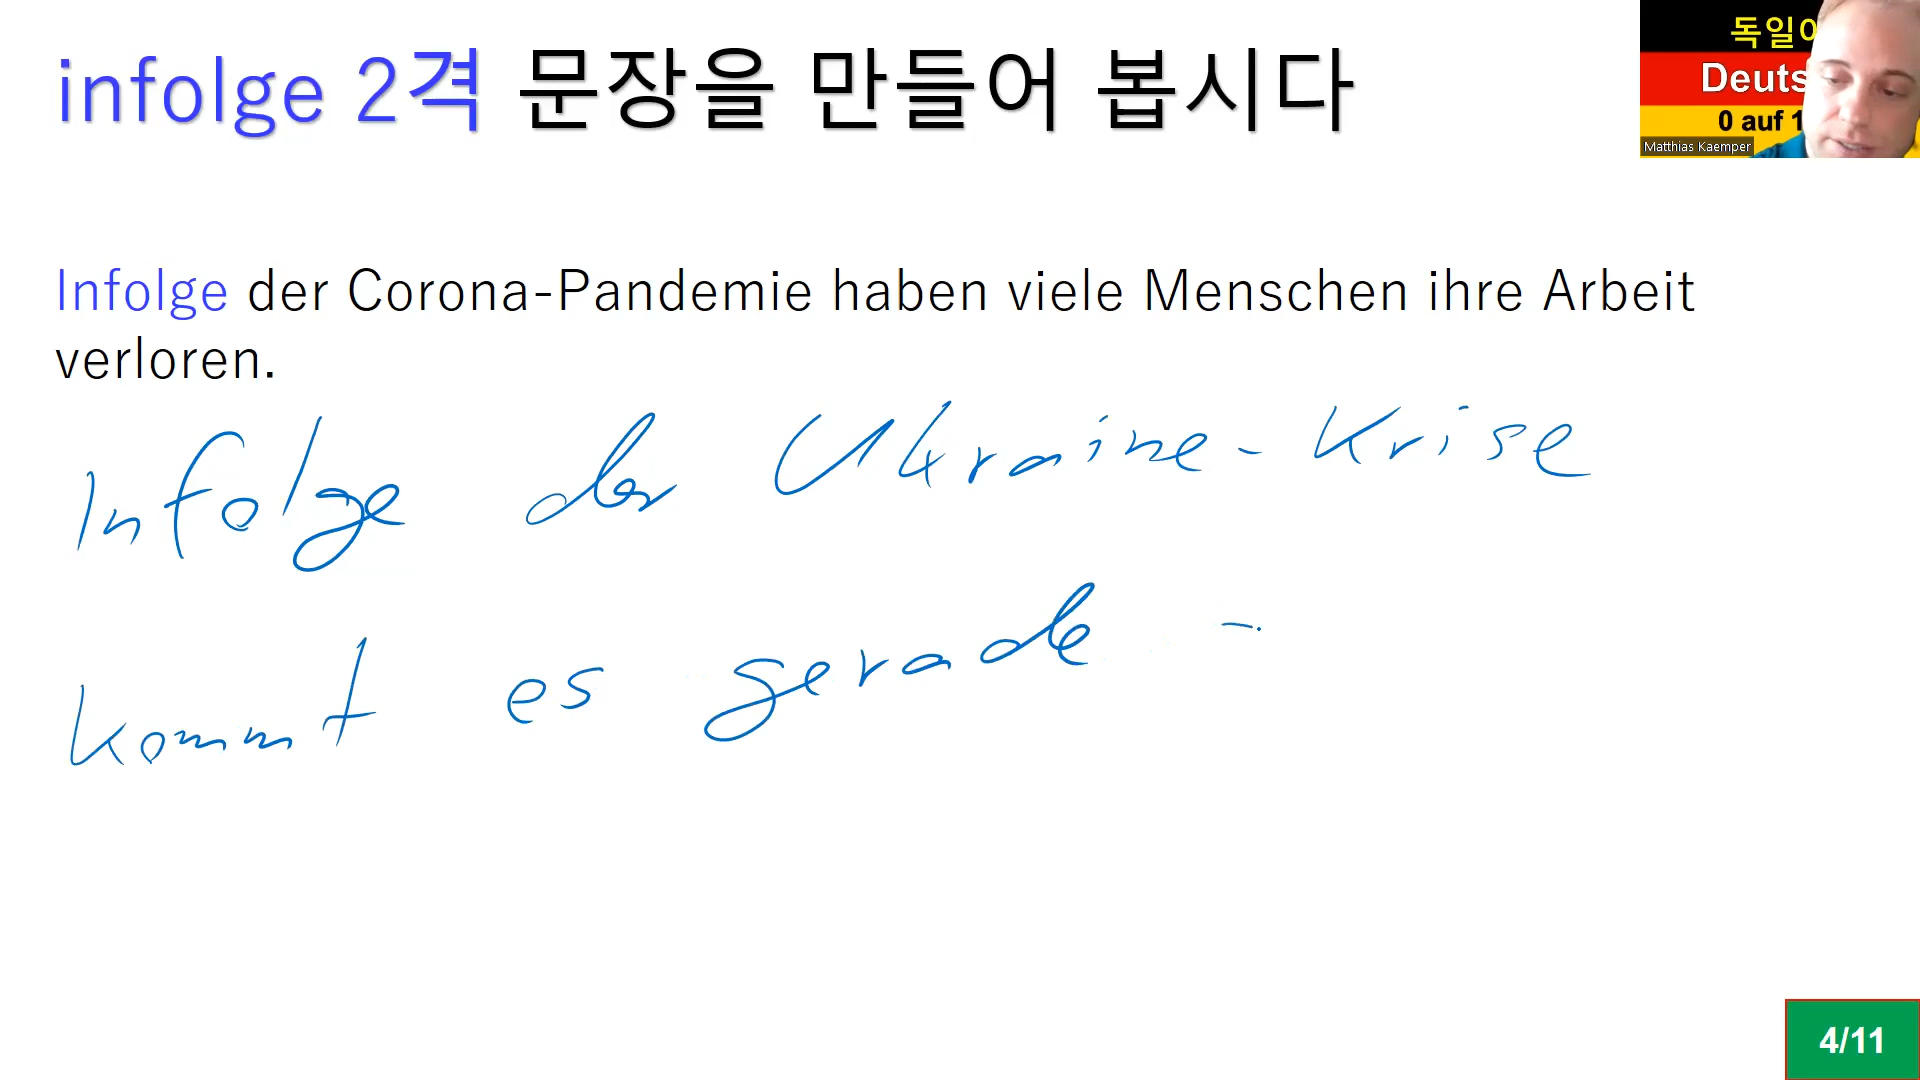 infolge 2격 문장을 만들어 봅시다
독일어
Deuts
0 auf 1
Matthias Kaemper
Infolge der Corona-Pandemie haben viele Menschen ihre Arbeit
verloren.
Infolge der Ukraine-Krise
kommt es gerade
4/11